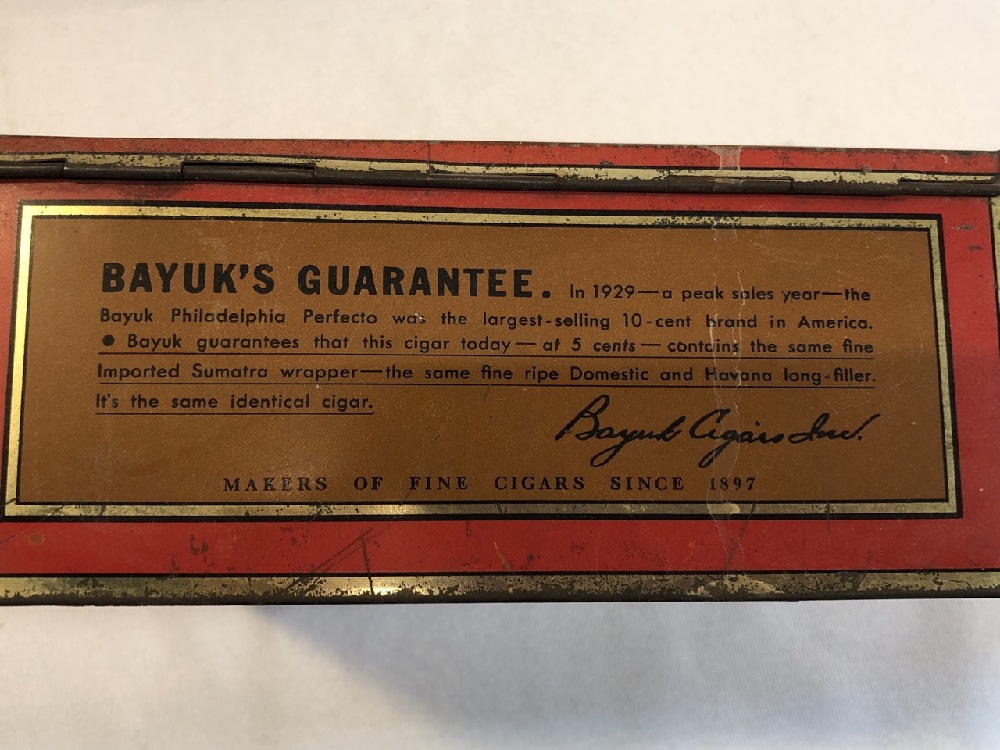 BAYUK'S GUARANTEE. In 1929—a peak sales year—the
Bayuk Philadelphia Perfecto was the largest-selling 10-cent brand in America.
● Bayuk guarantees that this cigar today—at 5 cents—contains the same fine
Imported Sumatra wrapper—the same fine ripe Domestic and Havana long-filler.
It's the same identical cigar.
Bayuk Cigars Inc.
MAKERS OF FINE CIGARS SINCE 1897